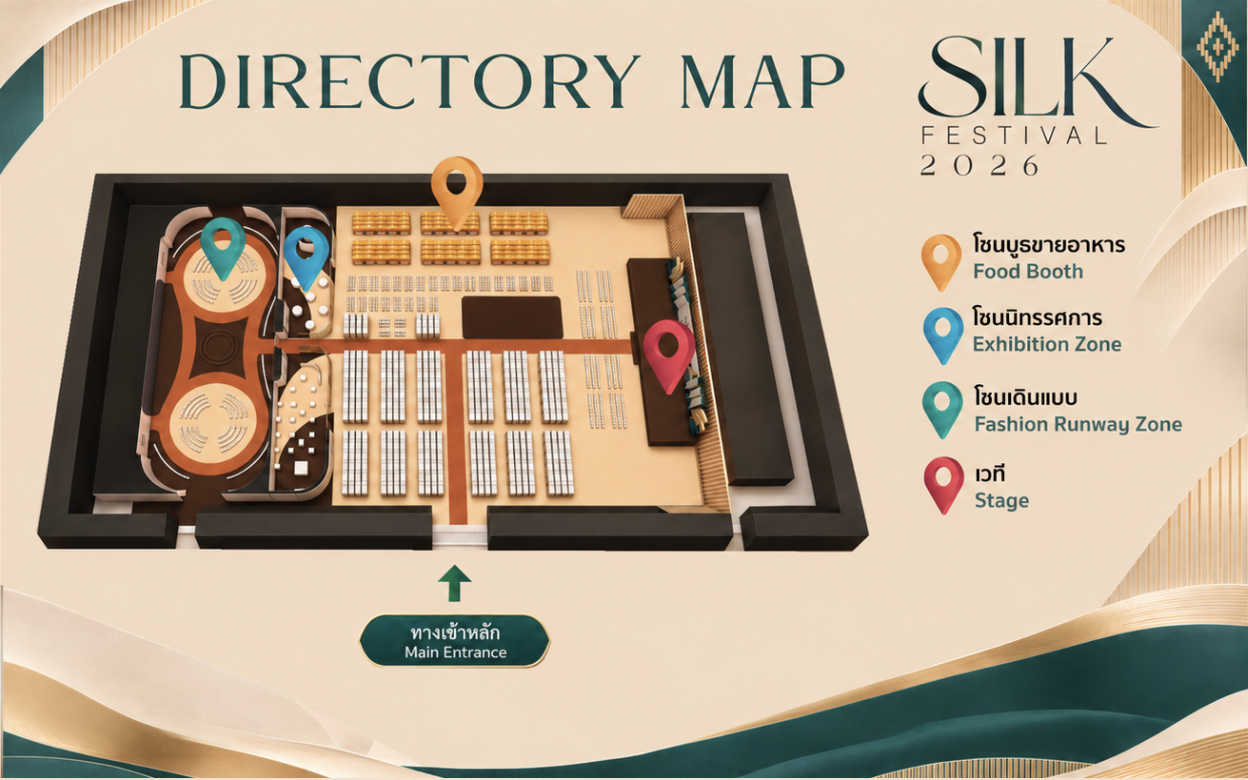 DIRECTORY MAP
SILK
FESTIVAL
2026
โซนบูธขายอาหาร
Food Booth
โซนนิทรรศการ
Exhibition Zone
โซนเดินแบบ
Fashion Runway Zone
เวที
Stage
ทางเข้าหลัก
Main Entrance